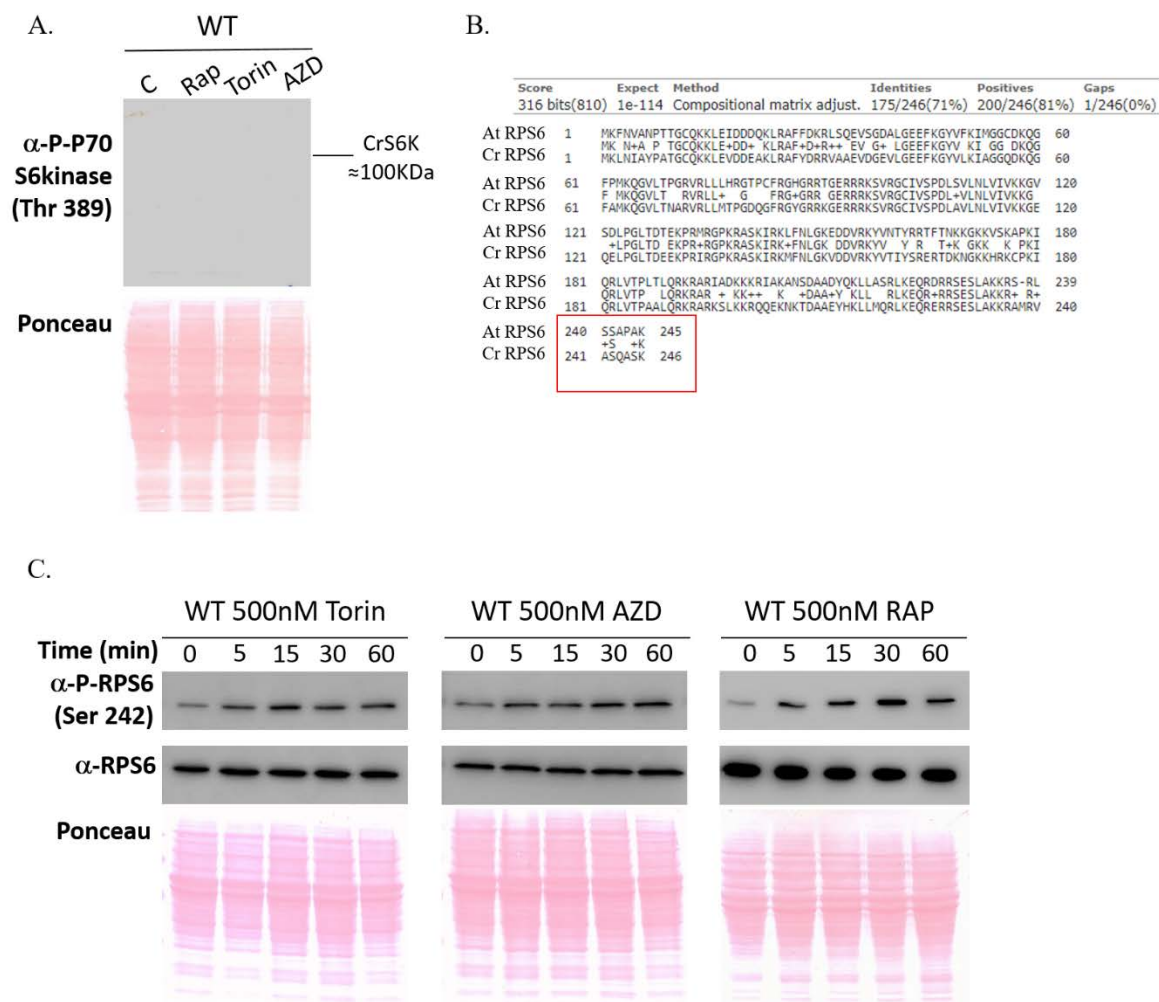 A.
WT
C Rap Torin AZD
α-P-P70
S6kinase
(Thr 389)
CrS6K
≈100KDa
Ponceau
B.
Score Expect Method Identities Positives Gaps
316 bits(810) 1e-114 Compositional matrix adjust. 175/246(71%) 200/246(81%) 1/246(0%)
At RPS6 1 MKFNVANPTTGCQKKLEIDDDQKLRAFFDKRLSQEVSGDALGEEFKGYVFKIMGGCDKQG 60
MK N+A P TGCQKKLE+DD+ KLRAF+D+R++ EV G+ LGEEFKGYV KI GG DKQG
Cr RPS6 1 MKLNIAYPATGCQKKLEVDDEAKLRAFYDRRVAAEVDGEVLGEEFKGYVLKIAGGQDKQG 60
At RPS6 61 FPMKQGVLTPGRVRLLLHRGTPCFRGHGRRTGERRRKSVRGCIVSPDLSVLNLVIVKKGV 120
F MKQGVLT RVRLL+ G FRG+GRR GERRRKSVRGCIVSPDL+VLNLVIVKKG
Cr RPS6 61 FAMKQGVLTNARVRLLMTPGDQGFRGYGRRKGERRRKSVRGCIVSPDLAVLNLVIVKKGE 120
At RPS6 121 SDLPGLTDTEKPRMRGPKRASKIRKLFNLGKEDDVRKYVNTYRRTFTNKKGKKVSKAPKI 180
+LPGLTD EKPR+RGPKRASKIRK+FNLGK DDVRKYV Y R T+K GKK K PKI
Cr RPS6 121 QELPGLTDEEKPRIRGPKRASKIRKMFNLGKVDDVRKYVTIYSRERTDKNGKKHRKCPKI 180
At RPS6 181 QRLVTPLTLQRKRARIADKKKRIAKANSDAADYQKLLASRLKEQRDRRSESLAKKRS-RL 239
QRLVTP LQRKRAR + KK++ K +DAA+Y KLL RLKEQR+RRSESLAKKR+ R+
Cr RPS6 181 QRLVTPAALQRKRARKSLKKRQQEKNKTDAAEYHKLLMQRLKEQRERRSESLAKKRAMRV 240
At RPS6 240 SSAPAK 245
+S +K
Cr RPS6 241 ASQASK 246
C.
WT 500nM Torin WT 500nM AZD WT 500nM RAP
Time (min) 0 5 15 30 60 0 5 15 30 60 0 5 15 30 60
α-P-RPS6
(Ser 242)
α-RPS6
Ponceau